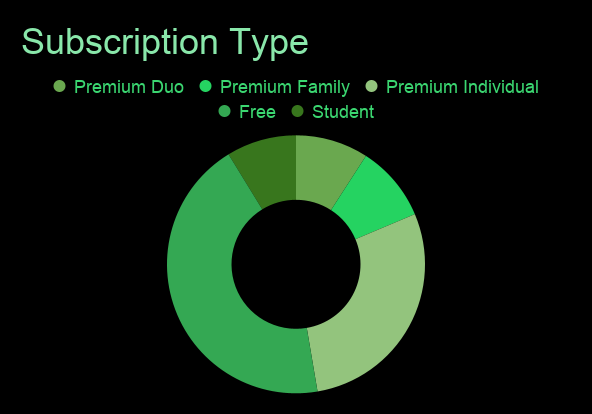 Subscription Type
Premium Duo Premium Family Premium Individual
Free Student